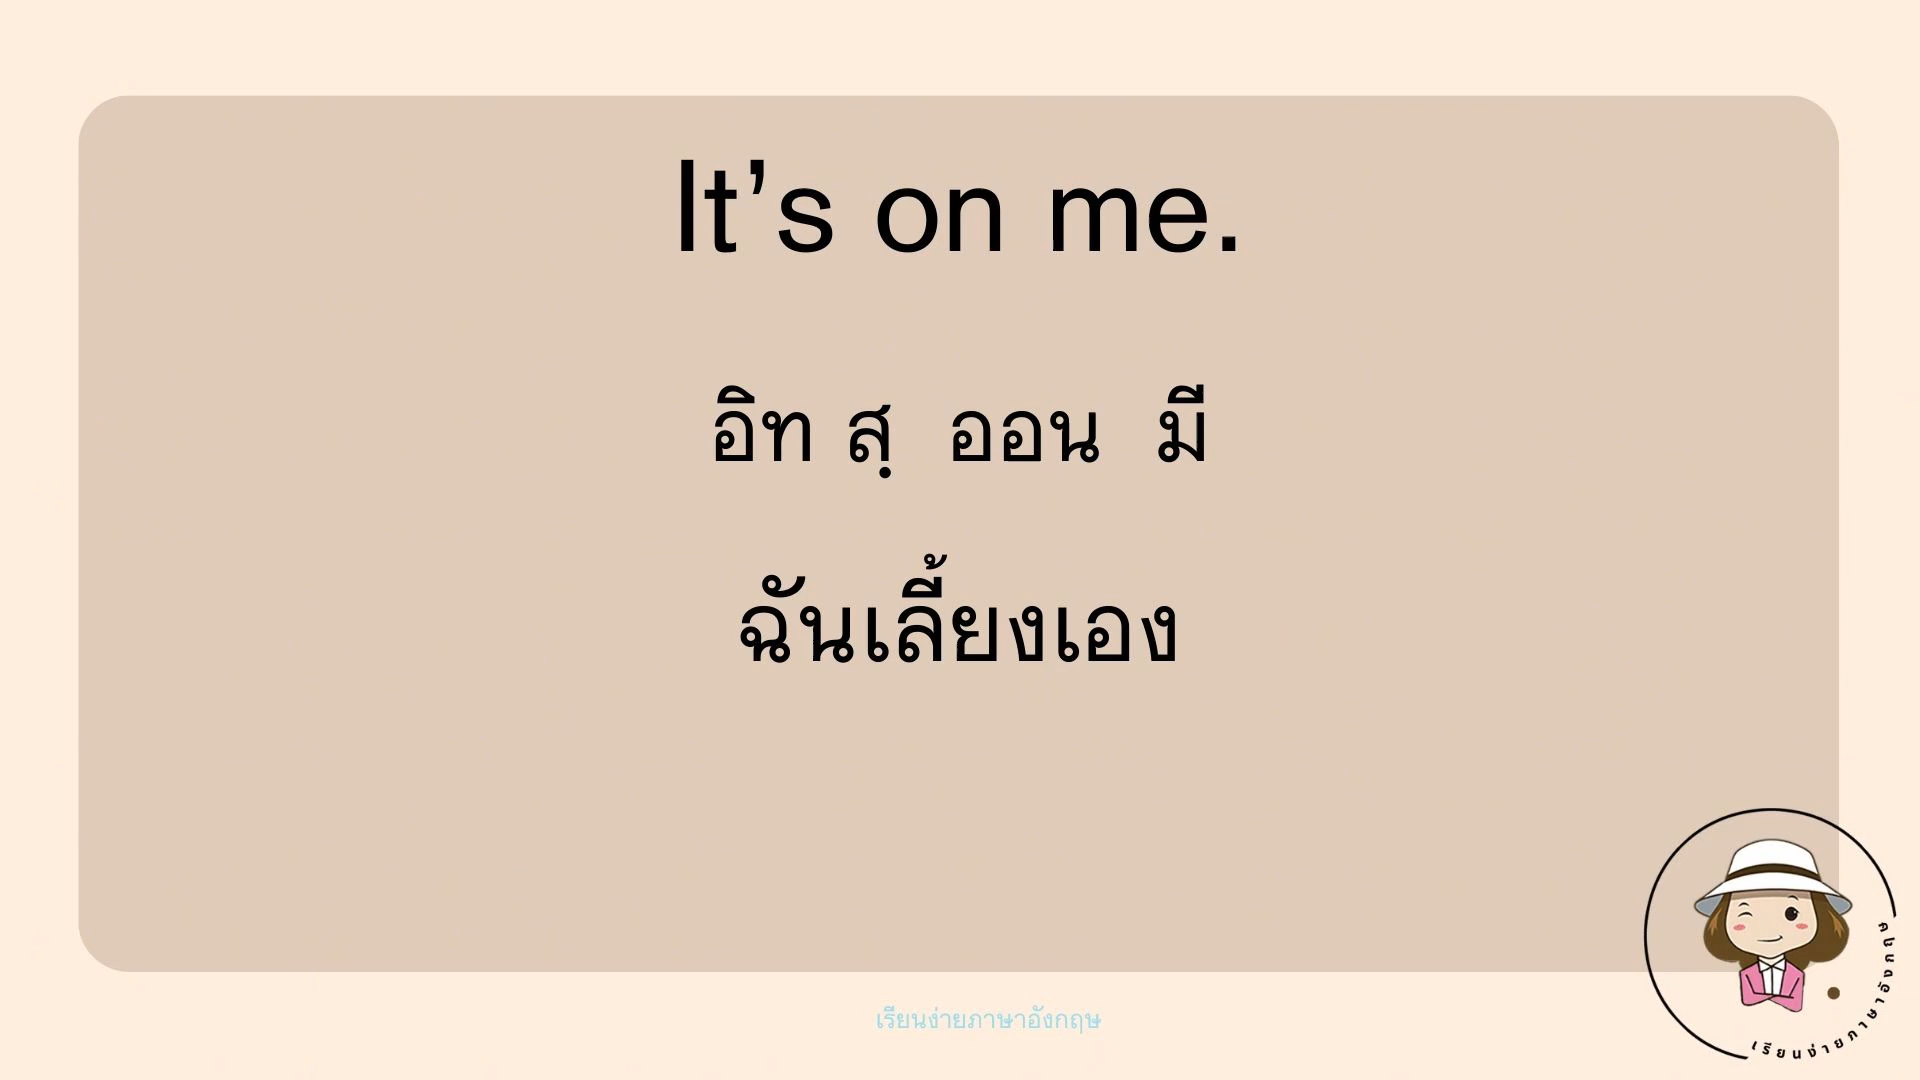 It’s on me.
อิท สฺ ออน มี
ฉันเลี้ยงเอง
เรียนง่ายภาษาอังกฤษ
เรียนง่ายภาษาอังกฤษ